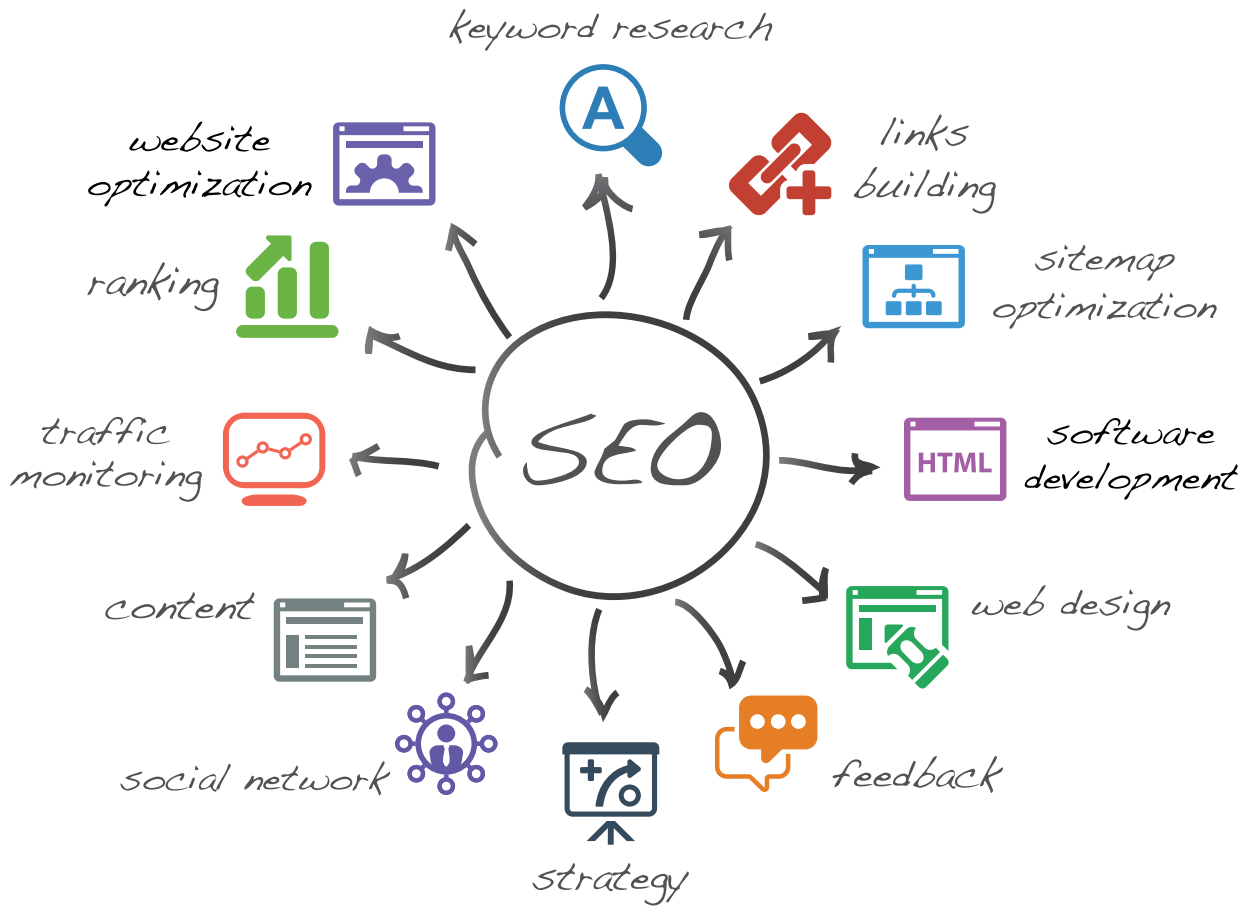 keyword research
A
website
optimization
links
building
ranking
sitemap
optimization
SEO
traffic
monitoring
software
development
HTML
content
web design
social network
feedback
strategy